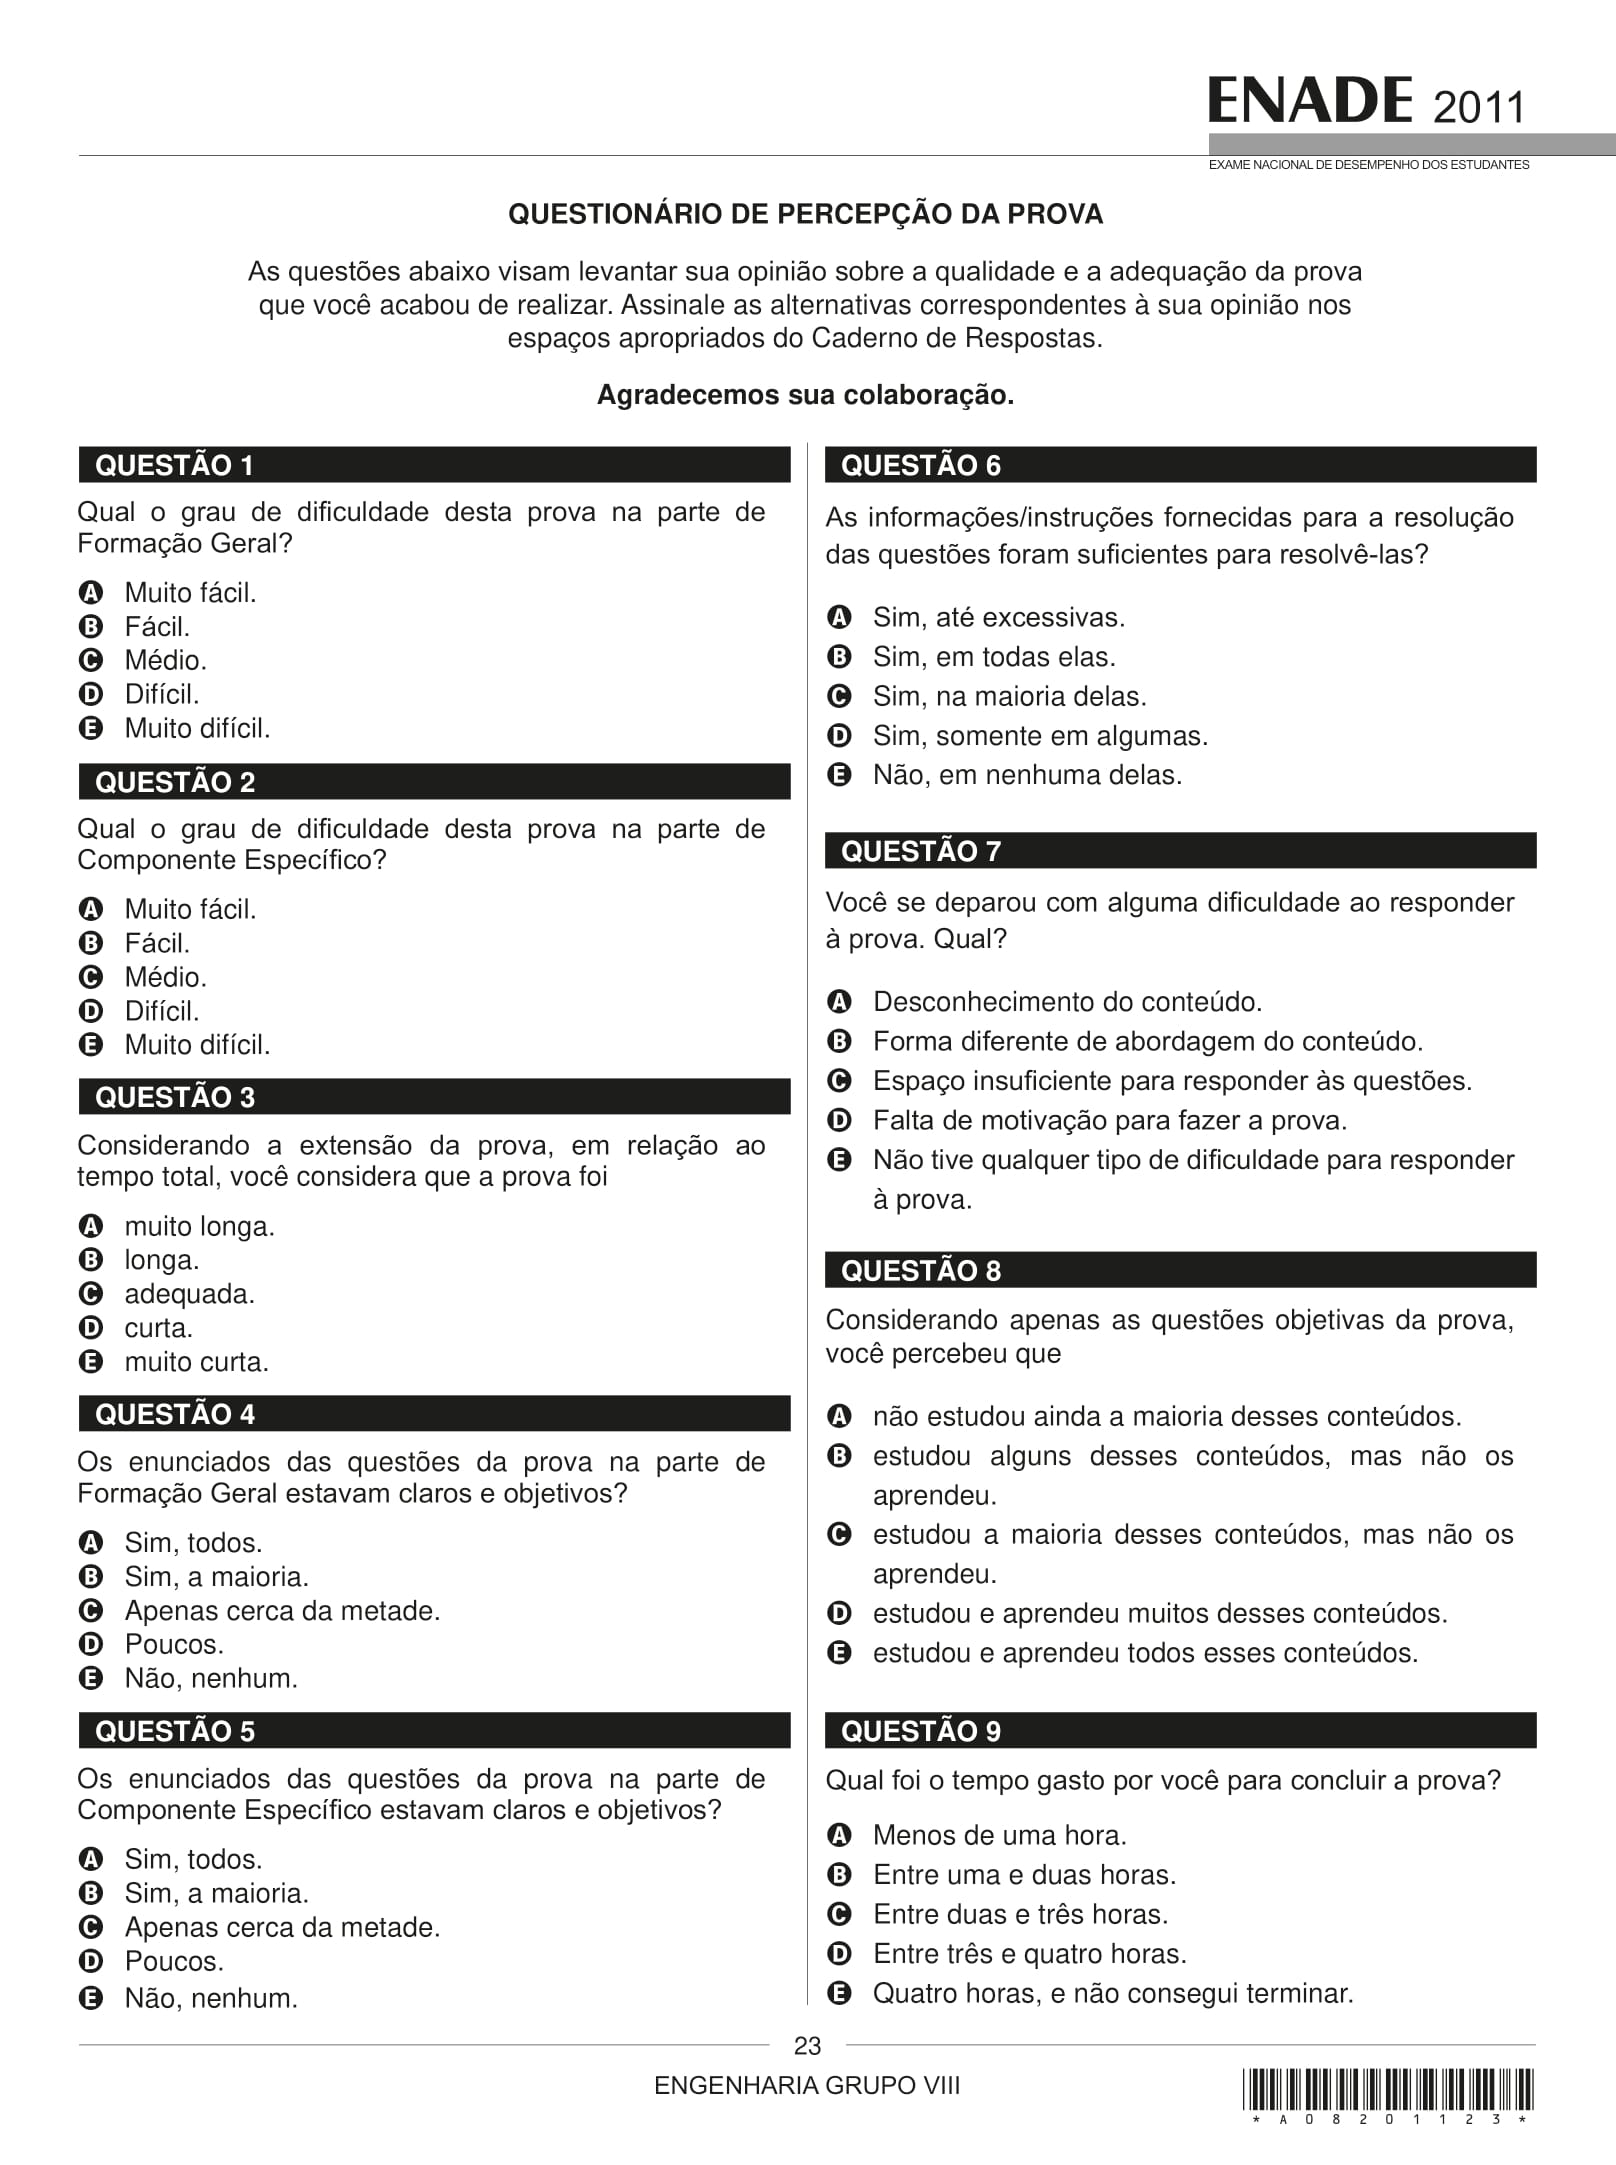 ENADE 2011
EXAME NACIONAL DE DESEMPENHO DOS ESTUDANTES
QUESTIONÁRIO DE PERCEPÇÃO DA PROVA
As questões abaixo visam levantar sua opinião sobre a qualidade e a adequação da prova
que você acabou de realizar. Assinale as alternativas correspondentes à sua opinião nos
espaços apropriados do Caderno de Respostas.
Agradecemos sua colaboração.
QUESTÃO 1
Qual o grau de dificuldade desta prova na parte de
Formação Geral?
A Muito fácil.
B Fácil.
C Médio.
D Difícil.
E Muito difícil.
QUESTÃO 2
Qual o grau de dificuldade desta prova na parte de
Componente Específico?
A Muito fácil.
B Fácil.
C Médio.
D Difícil.
E Muito difícil.
QUESTÃO 3
Considerando a extensão da prova, em relação ao
tempo total, você considera que a prova foi
A muito longa.
B longa.
C adequada.
D curta.
E muito curta.
QUESTÃO 4
Os enunciados das questões da prova na parte de
Formação Geral estavam claros e objetivos?
A Sim, todos.
B Sim, a maioria.
C Apenas cerca da metade.
D Poucos.
E Não, nenhum.
QUESTÃO 5
Os enunciados das questões da prova na parte de
Componente Específico estavam claros e objetivos?
A Sim, todos.
B Sim, a maioria.
C Apenas cerca da metade.
D Poucos.
E Não, nenhum.
QUESTÃO 6
As informações/instruções fornecidas para a resolução
das questões foram suficientes para resolvê-las?
A Sim, até excessivas.
B Sim, em todas elas.
C Sim, na maioria delas.
D Sim, somente em algumas.
E Não, em nenhuma delas.
QUESTÃO 7
Você se deparou com alguma dificuldade ao responder
à prova. Qual?
A Desconhecimento do conteúdo.
B Forma diferente de abordagem do conteúdo.
C Espaço insuficiente para responder às questões.
D Falta de motivação para fazer a prova.
E Não tive qualquer tipo de dificuldade para responder
à prova.
QUESTÃO 8
Considerando apenas as questões objetivas da prova,
você percebeu que
A não estudou ainda a maioria desses conteúdos.
B estudou alguns desses conteúdos, mas não os
aprendeu.
C estudou a maioria desses conteúdos, mas não os
aprendeu.
D estudou e aprendeu muitos desses conteúdos.
E estudou e aprendeu todos esses conteúdos.
QUESTÃO 9
Qual foi o tempo gasto por você para concluir a prova?
A Menos de uma hora.
B Entre uma e duas horas.
C Entre duas e três horas.
D Entre três e quatro horas.
E Quatro horas, e não consegui terminar.
23
ENGENHARIA GRUPO VIII
*A08201123*